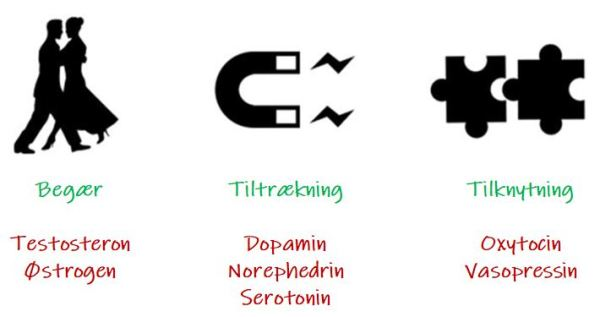 Begær
Tiltrækning
Tilknytning
Testosteron
Østrogen
Dopamin
Norephedrin
Serotonin
Oxytocin
Vasopressin